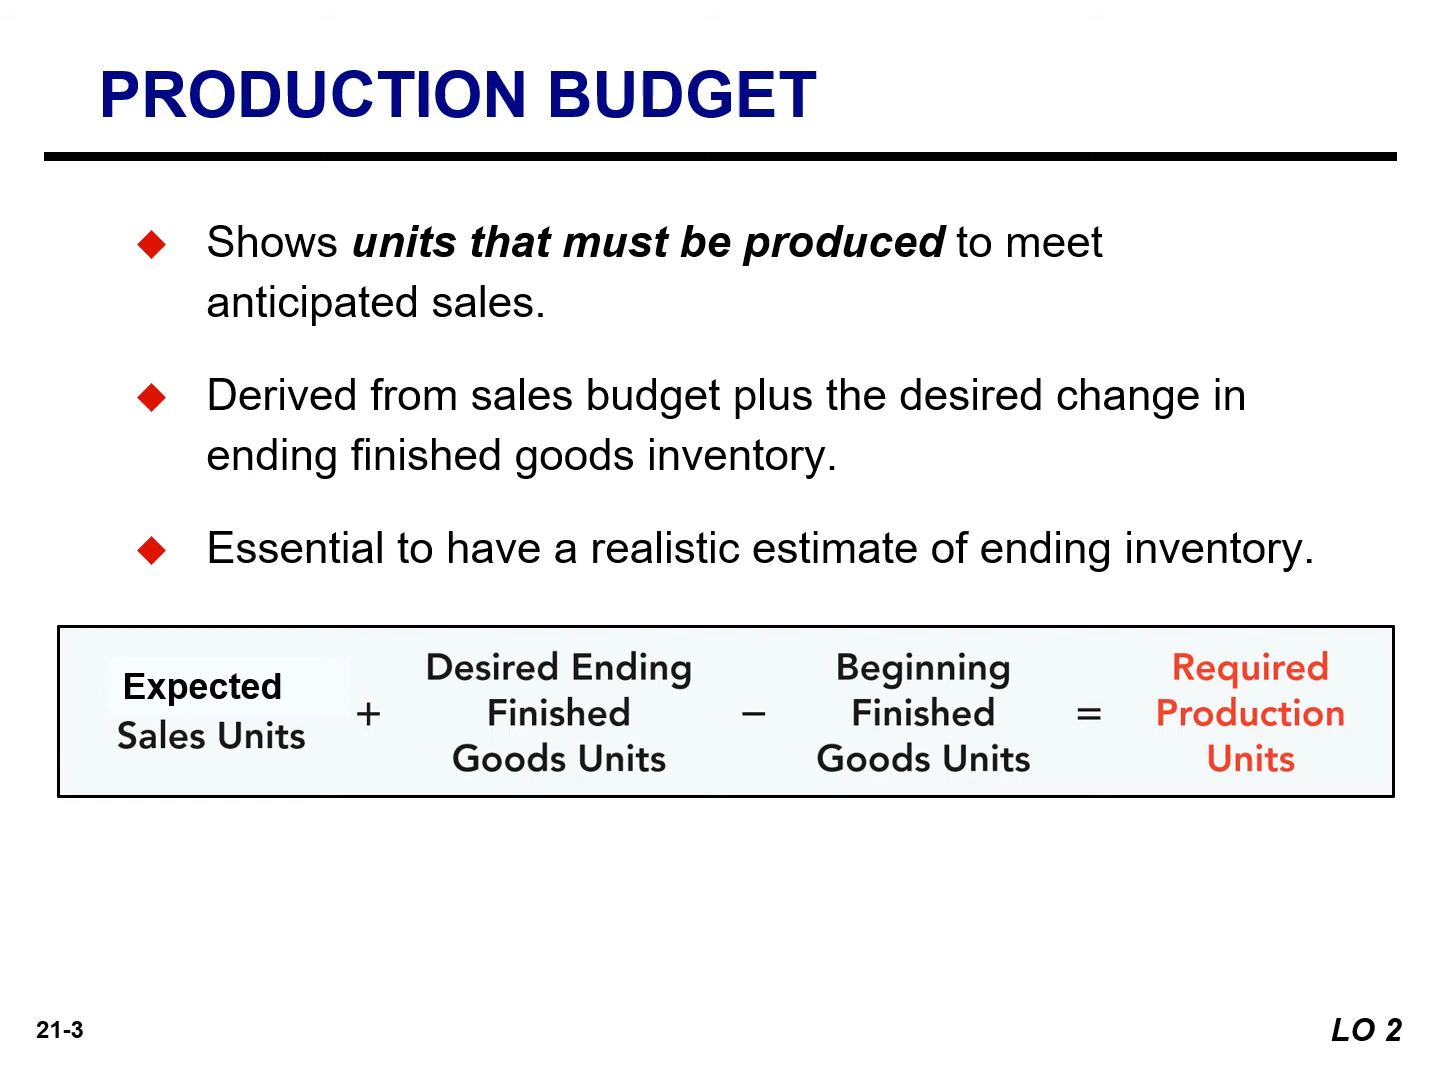 PRODUCTION BUDGET
Shows units that must be produced to meet
anticipated sales.
Derived from sales budget plus the desired change in
ending finished goods inventory.
Essential to have a realistic estimate of ending inventory.
Expected
Sales Units
+
Desired Ending
Finished
Goods Units
−
Beginning
Finished
Goods Units
=
Required
Production
Units
21-3
LO 2